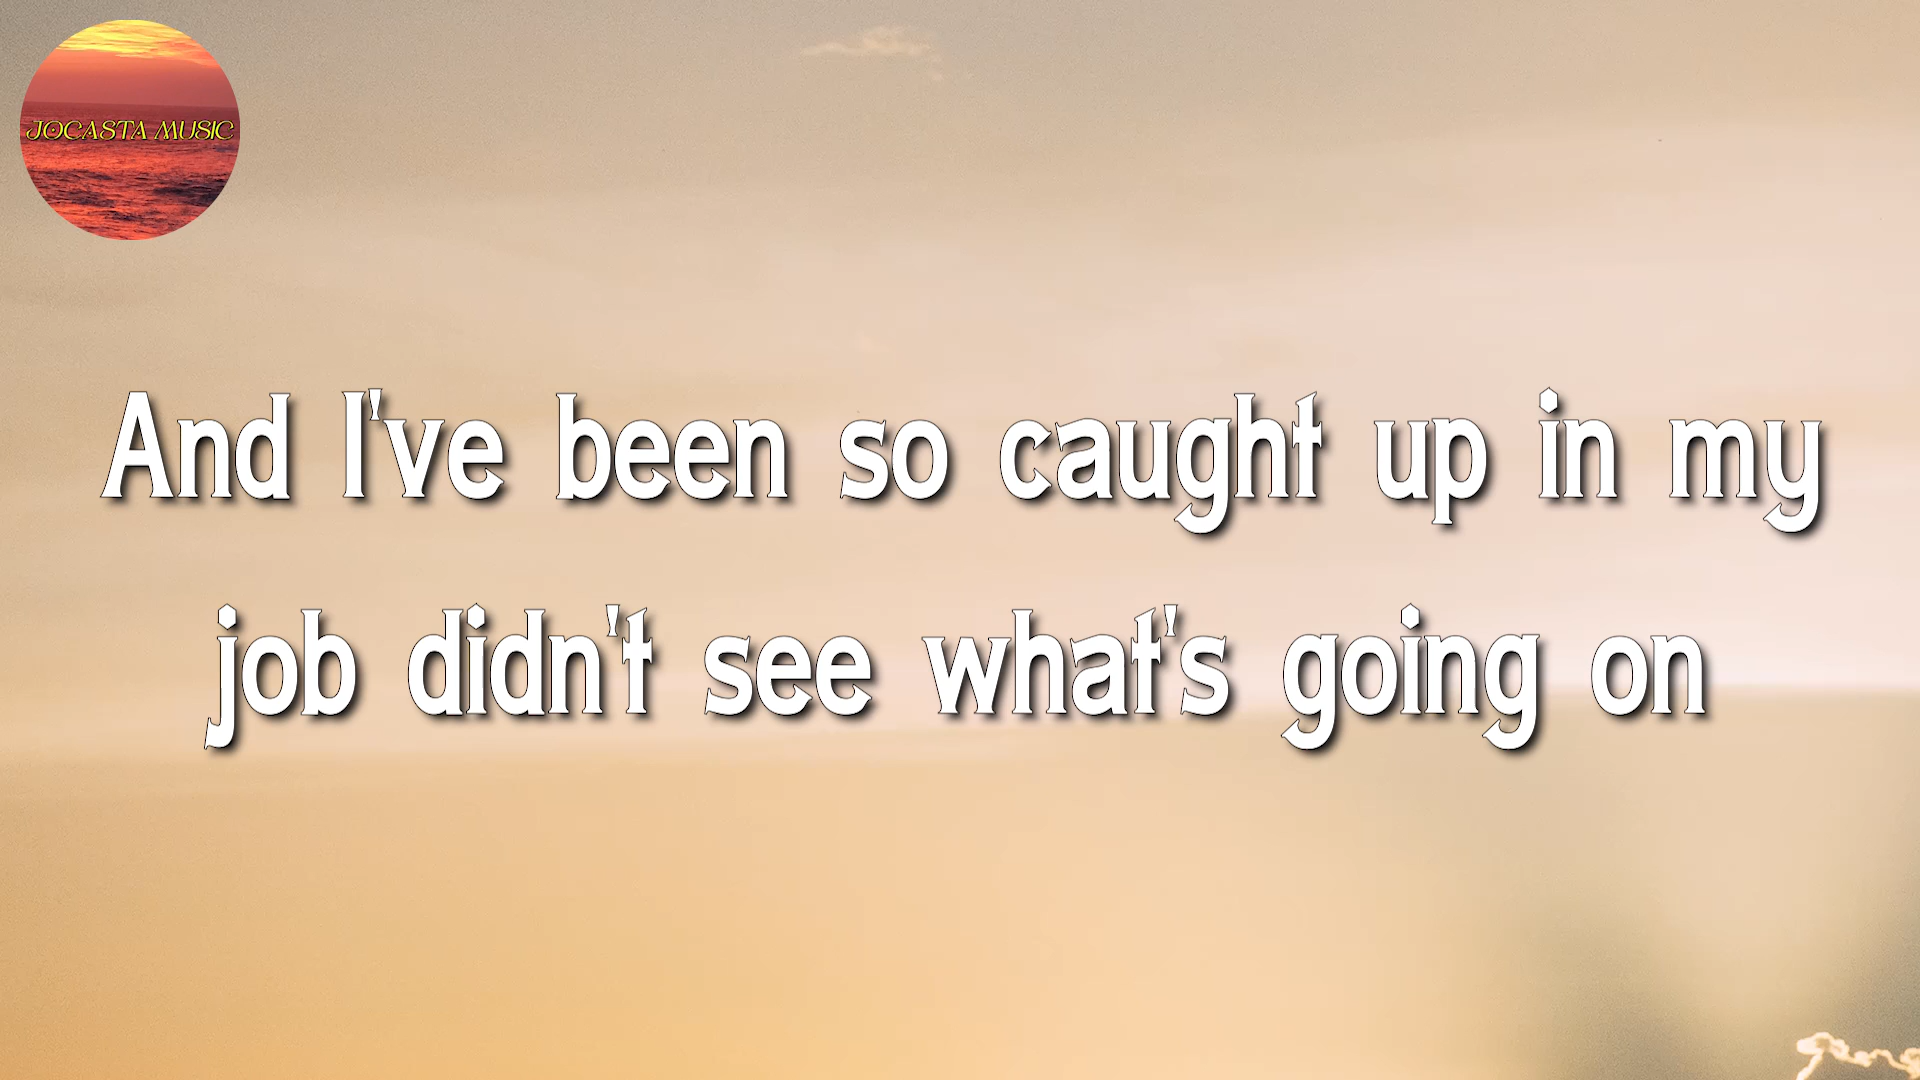 JOCASTA MUSIC
And I've been so caught up in my
job didn't see what's going on